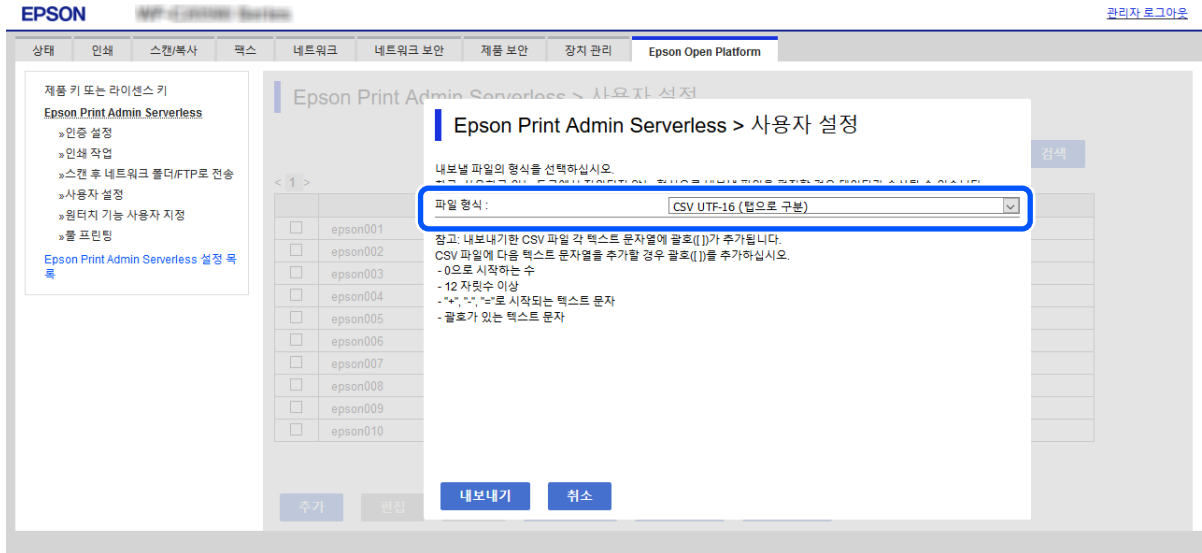 EPSON
관리자 로그아웃
상태 인쇄 스캔/복사 팩스 네트워크 네트워크 보안 제품 보안 장치 관리 Epson Open Platform
제품 키 또는 라이센스 키
Epson Print Admin Serverless
»인증 설정
»인쇄 작업
»스캔 후 네트워크 폴더/FTP로 전송
»사용자 설정
»원터치 기능 사용자 지정
»풀 프린팅
Epson Print Admin Serverless 설정 목
록
Epson Print Admin Serverless > 사용자 설정
검색
< 1 >
epson001
epson002
epson003
epson004
epson005
epson006
epson007
epson008
epson009
epson010
추가 편집
Epson Print Admin Serverless > 사용자 설정
내보낼 파일의 형식을 선택하십시오.
파일 형식 : CSV UTF-16 (탭으로 구분)
참고: 내보내기한 CSV 파일 각 텍스트 문자열에 괄호([ ])가 추가됩니다.
CSV 파일에 다음 텍스트 문자열을 추가할 경우 괄호([ ])를 추가하십시오.
- 0으로 시작하는 수
- 12 자릿수 이상
- "+", "-", "="로 시작되는 텍스트 문자
- 괄호가 있는 텍스트 문자
내보내기 취소